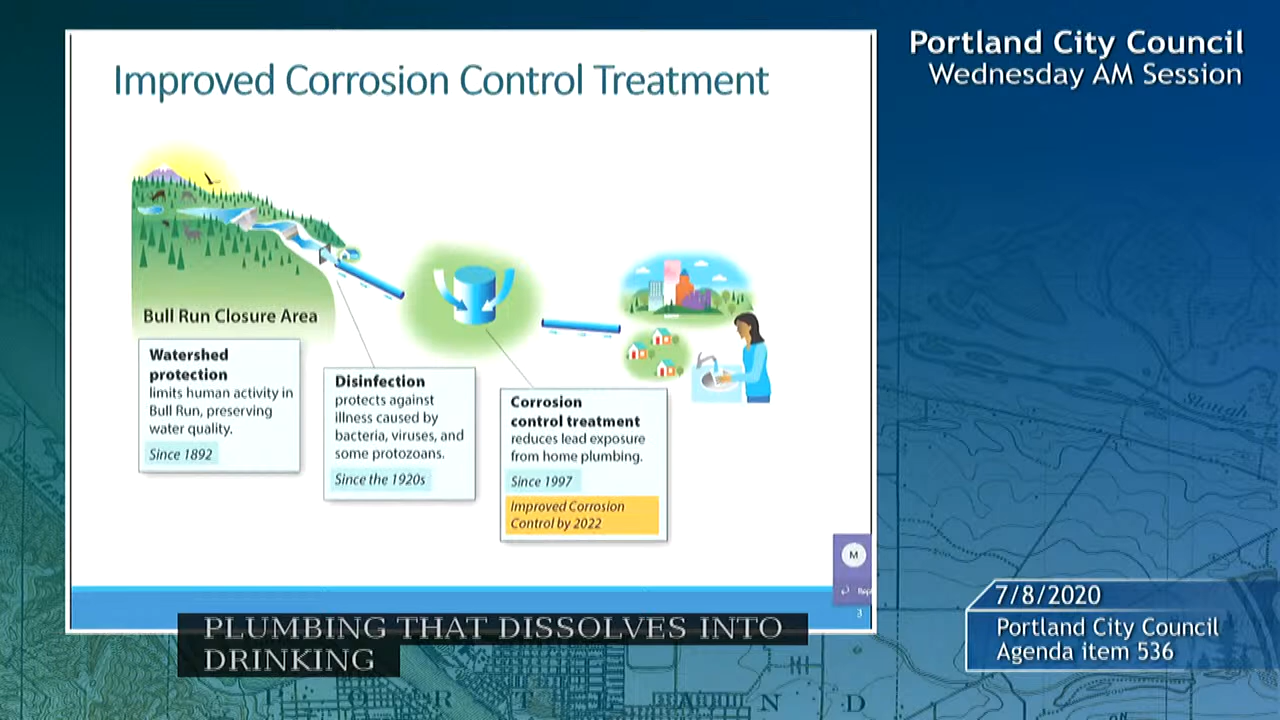 Portland City Council
Wednesday AM Session
Improved Corrosion Control Treatment
Bull Run Closure Area
Watershed
protection
limits human activity in
Bull Run, preserving
water quality.
Since 1892
Disinfection
protects against
illness caused by
bacteria, viruses, and
some protozoans.
Since the 1920s
Corrosion
control treatment
reduces lead exposure
from home plumbing.
Since 1997
Improved Corrosion
Control by 2022
M
3
PLUMBING THAT DISSOLVES INTO
DRINKING
7/8/2020
Portland City Council
Agenda item 536
Slough